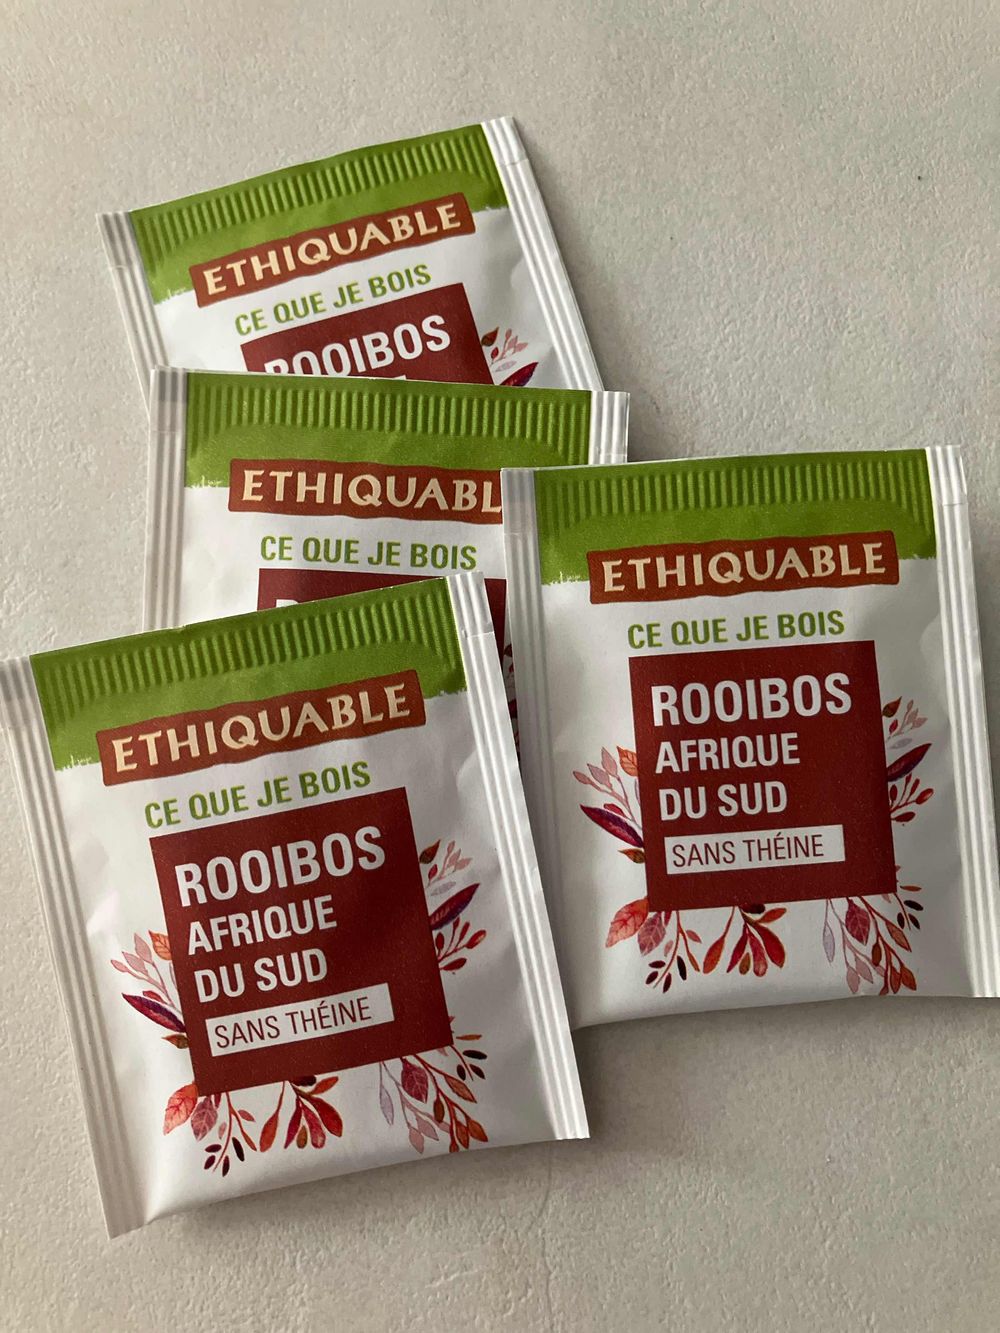 ETHIQUABLE
CE QUE JE BOIS
ROOIBOS
ETHIQUABL
CE QUE JE BOIS
ETHIQUABLE
CE QUE JE BOIS
ROOIBOS
AFRIQUE
DU SUD
SANS THÉINE
ETHIQUABLE
CE QUE JE BOIS
ROOIBOS
AFRIQUE
DU SUD
SANS THÉINE